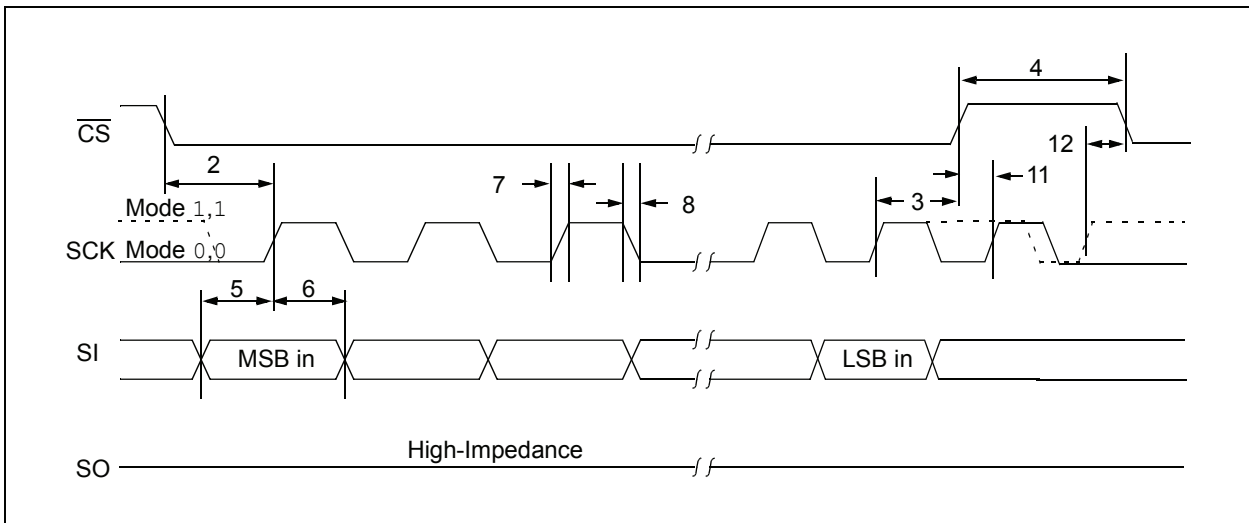 4
CS
12
2
7
11
3
8
Mode 1,1
SCK Mode 0,0
5
6
SI
MSB in
LSB in
High-Impedance
SO